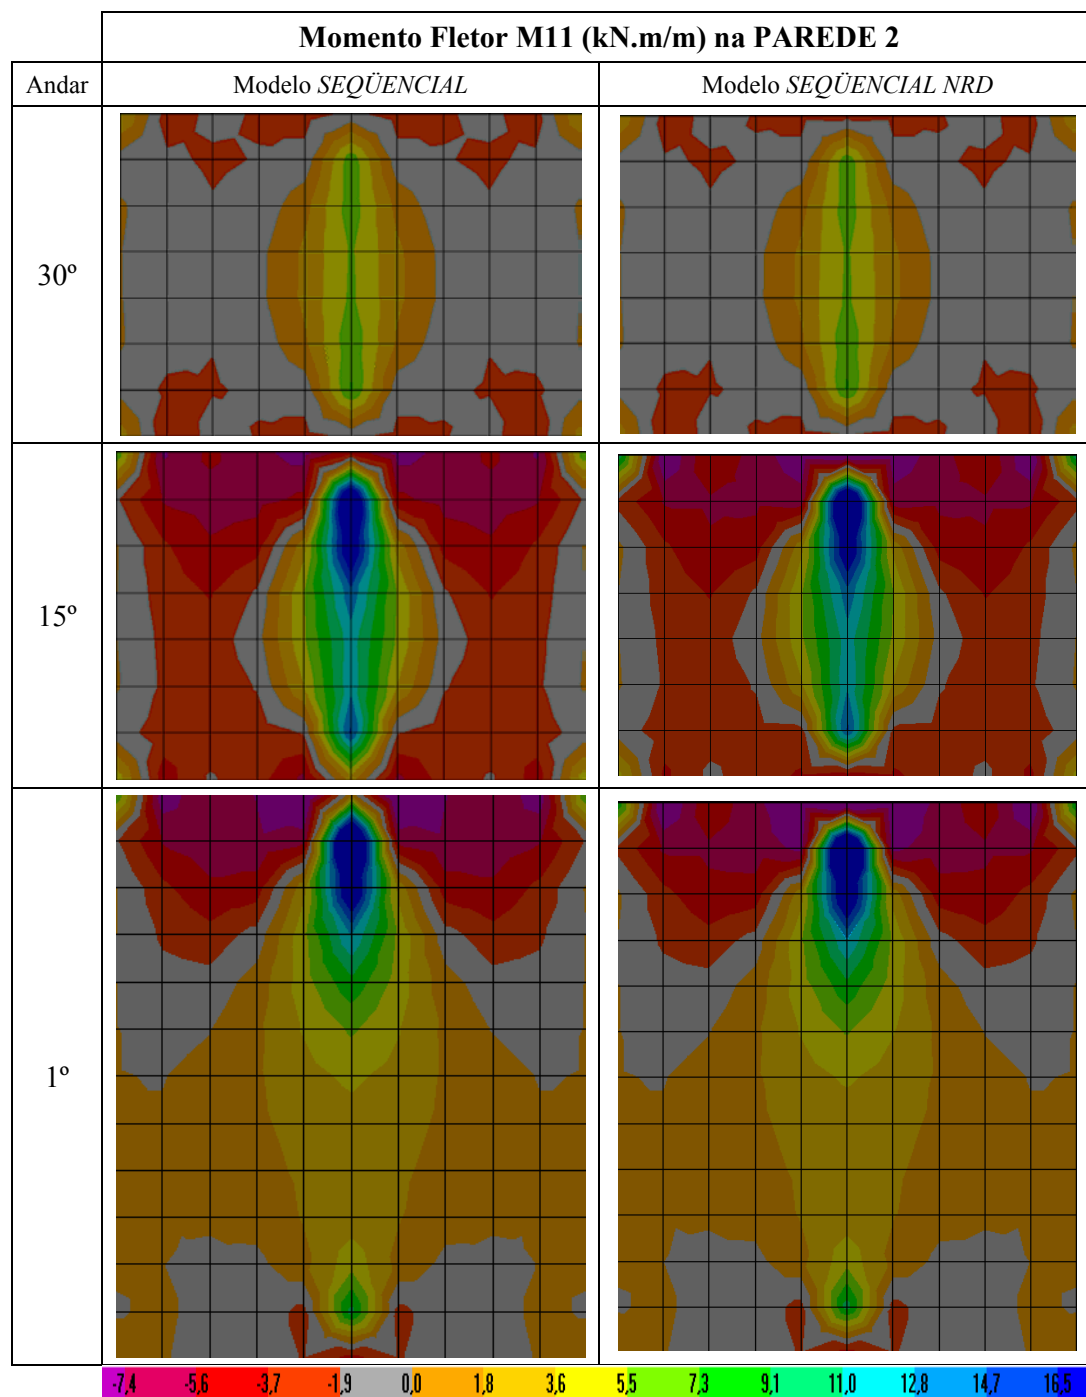 Momento Fletor M11 (kN.m/m) na PAREDE 2
Andar Modelo SEQÜENCIAL Modelo SEQÜENCIAL NRD
30º
15º
1º
-7,4 -5,6 -3,7 -1,9 0,0 1,8 3,6 5,5 7,3 9,1 11,0 12,8 14,7 16,5